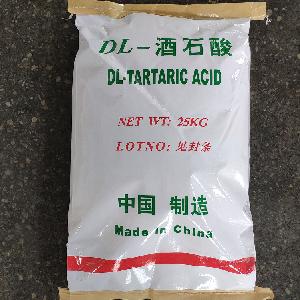 DL-酒石酸
DL-TARTARIC ACID
NET WT: 25KG
LOTNO: 见封条
中国 制造
Made in China